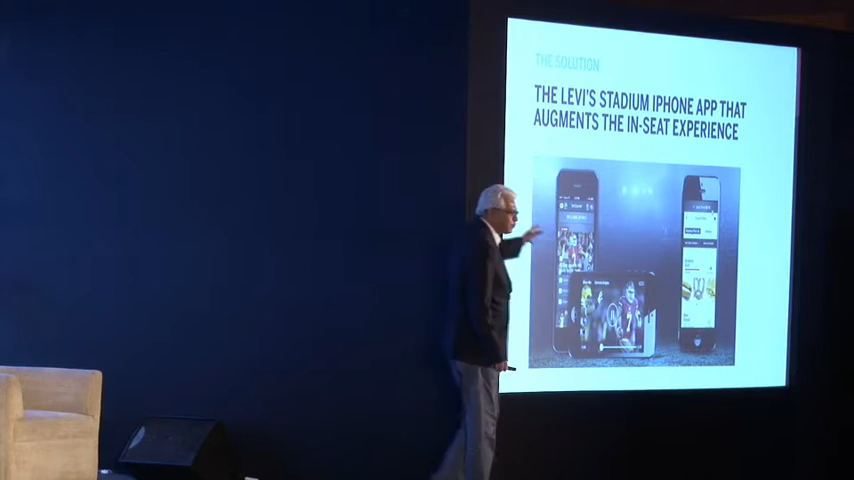 THE SOLUTION
THE LEVI'S STADIUM IPHONE APP THAT
AUGMENTS THE IN-SEAT EXPERIENCE